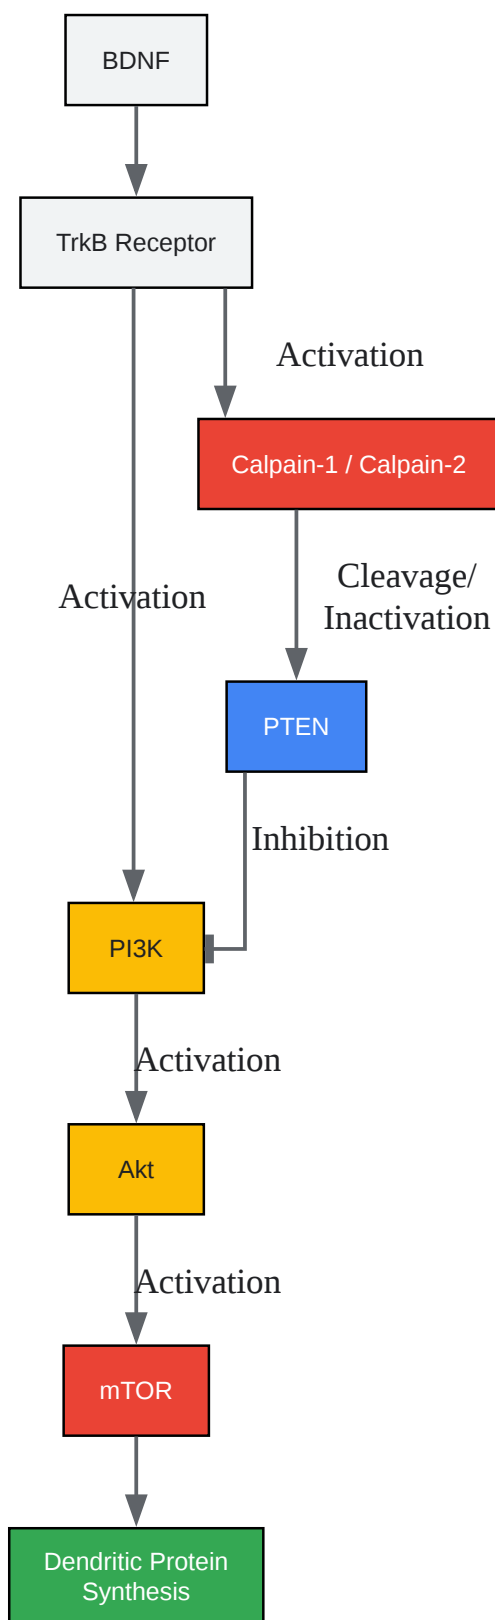 BDNF
TrkB Receptor
Activation
Calpain-1 / Calpain-2
Cleavage/
Inactivation
Activation
PTEN
Inhibition
PI3K
Activation
Akt
Activation
mTOR
Dendritic Protein
Synthesis